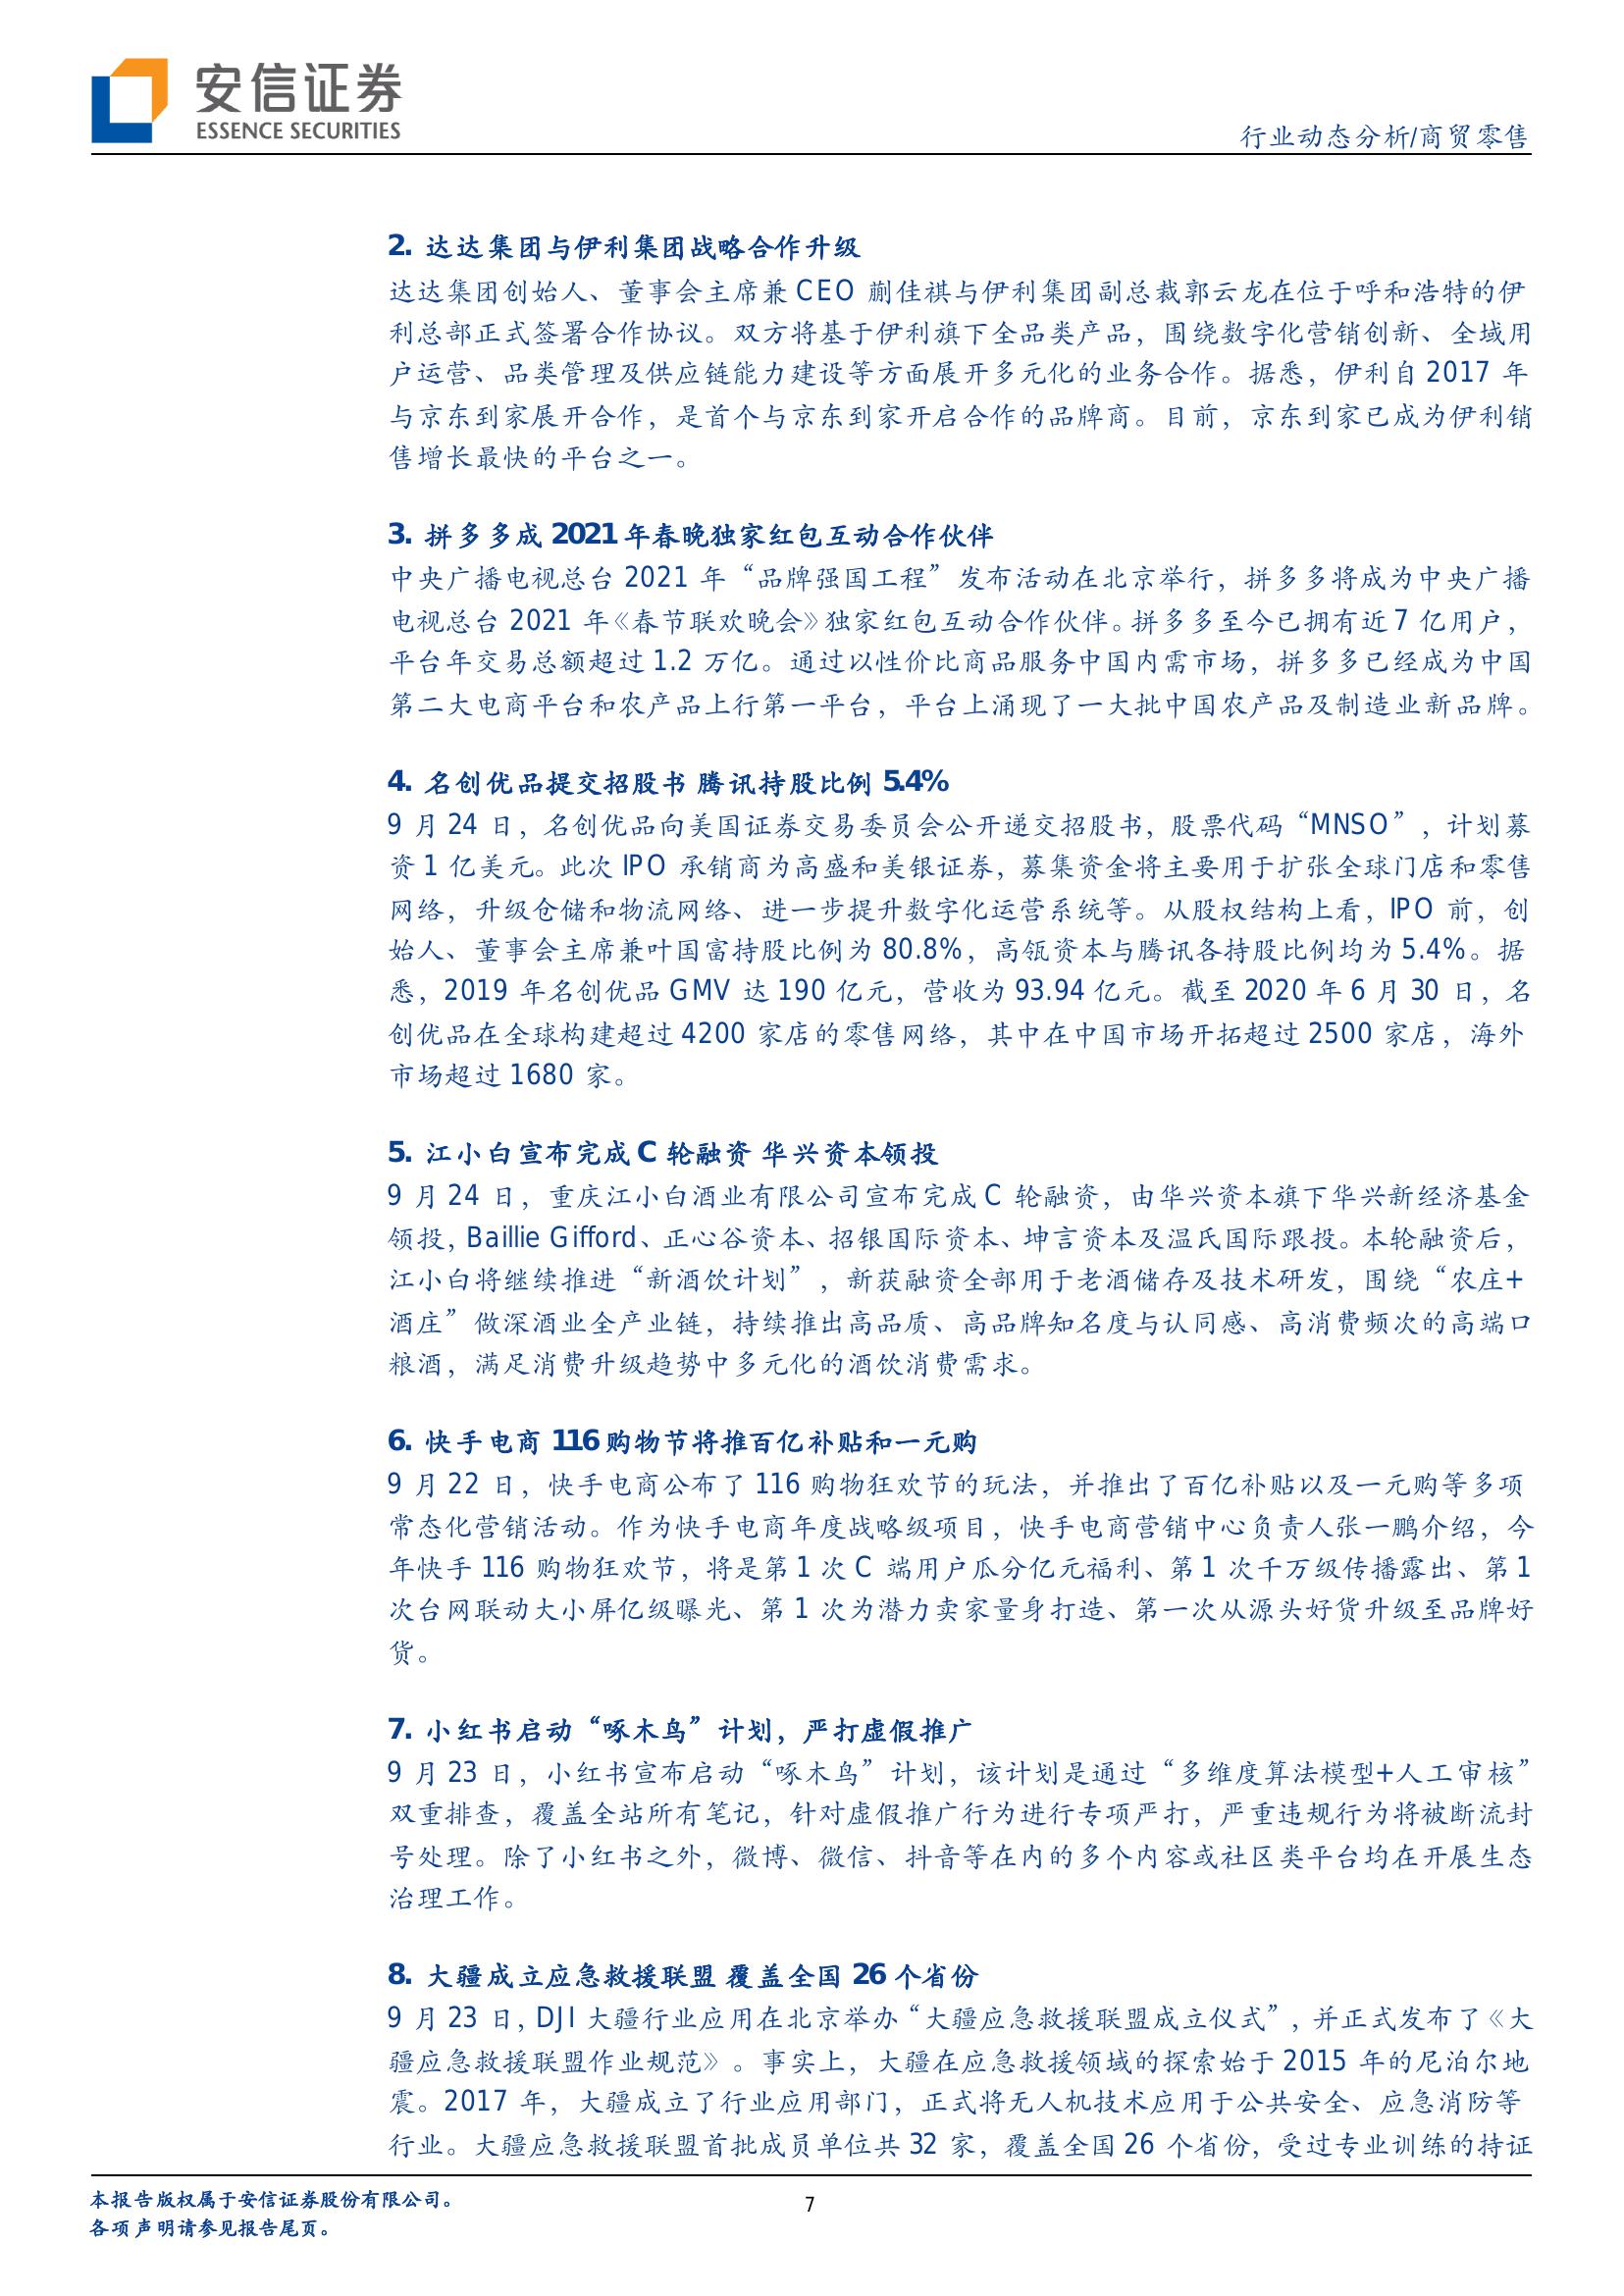 安信证券
ESSENCE SECURITIES
行业动态分析/商贸零售
2. 达达集团与伊利集团战略合作升级
达达集团创始人、董事会主席兼 CEO 蒯佳祺与伊利集团副总裁郭云龙在位于呼和浩特的伊
利总部正式签署合作协议。双方将基于伊利旗下全品类产品，围绕数字化营销创新、全域用
户运营、品类管理及供应链能力建设等方面展开多元化的业务合作。据悉，伊利自 2017 年
与京东到家展开合作，是首个与京东到家开启合作的品牌商。目前，京东到家已成为伊利销
售增长最快的平台之一。
3. 拼多多成 2021 年春晚独家红包互动合作伙伴
中央广播电视总台 2021 年“品牌强国工程”发布活动在北京举行，拼多多将成为中央广播
电视总台 2021 年《春节联欢晚会》独家红包互动合作伙伴。拼多多至今已拥有近 7 亿用户，
平台年交易总额超过 1.2 万亿。通过以性价比商品服务中国内需市场，拼多多已经成为中国
第二大电商平台和农产品上行第一平台，平台上涌现了一大批中国农产品及制造业新品牌。
4. 名创优品提交招股书 腾讯持股比例 5.4%
9 月 24 日，名创优品向美国证券交易委员会公开递交招股书，股票代码“MNSO”，计划募
资 1 亿美元。此次 IPO 承销商为高盛和美银证券，募集资金将主要用于扩张全球门店和零售
网络，升级仓储和物流网络、进一步提升数字化运营系统等。从股权结构上看，IPO 前，创
始人、董事会主席兼叶国富持股比例为 80.8%，高瓴资本与腾讯各持股比例均为 5.4%。据
悉，2019 年名创优品 GMV 达 190 亿元，营收为 93.94 亿元。截至 2020 年 6 月 30 日，名
创优品在全球构建超过 4200 家店的零售网络，其中在中国市场开拓超过 2500 家店，海外
市场超过 1680 家。
5. 江小白宣布完成 C 轮融资 华兴资本领投
9 月 24 日，重庆江小白酒业有限公司宣布完成 C 轮融资，由华兴资本旗下华兴新经济基金
领投，Baillie Gifford、正心谷资本、招银国际资本、坤言资本及温氏国际跟投。本轮融资后，
江小白将继续推进“新酒饮计划”，新获融资全部用于老酒储存及技术研发，围绕“农庄+
酒庄”做深酒业全产业链，持续推出高品质、高品牌知名度与认同感、高消费频次的高端口
粮酒，满足消费升级趋势中多元化的酒饮消费需求。
6. 快手电商 116 购物节将推百亿补贴和一元购
9 月 22 日，快手电商公布了 116 购物狂欢节的玩法，并推出了百亿补贴以及一元购等多项
常态化营销活动。作为快手电商年度战略级项目，快手电商营销中心负责人张一鹏介绍，今
年快手 116 购物狂欢节，将是第 1 次 C 端用户瓜分亿元福利、第 1 次千万级传播露出、第 1
次台网联动大小屏亿级曝光、第 1 次为潜力卖家量身打造、第一次从源头好货升级至品牌好
货。
7. 小红书启动“啄木鸟”计划，严打虚假推广
9 月 23 日，小红书宣布启动“啄木鸟”计划，该计划是通过“多维度算法模型+人工审核”
双重排查，覆盖全站所有笔记，针对虚假推广行为进行专项严打，严重违规行为将被断流封
号处理。除了小红书之外，微博、微信、抖音等在内的多个内容或社区类平台均在开展生态
治理工作。
8. 大疆成立应急救援联盟 覆盖全国 26 个省份
9 月 23 日，DJI 大疆行业应用在北京举办“大疆应急救援联盟成立仪式”，并正式发布了《大
疆应急救援联盟作业规范》。事实上，大疆在应急救援领域的探索始于 2015 年的尼泊尔地
震。2017 年，大疆成立了行业应用部门，正式将无人机技术应用于公共安全、应急消防等
行业。大疆应急救援联盟首批成员单位共 32 家，覆盖全国 26 个省份，受过专业训练的持证
本报告版权属于安信证券股份有限公司。
7
各项声明请参见报告尾页。